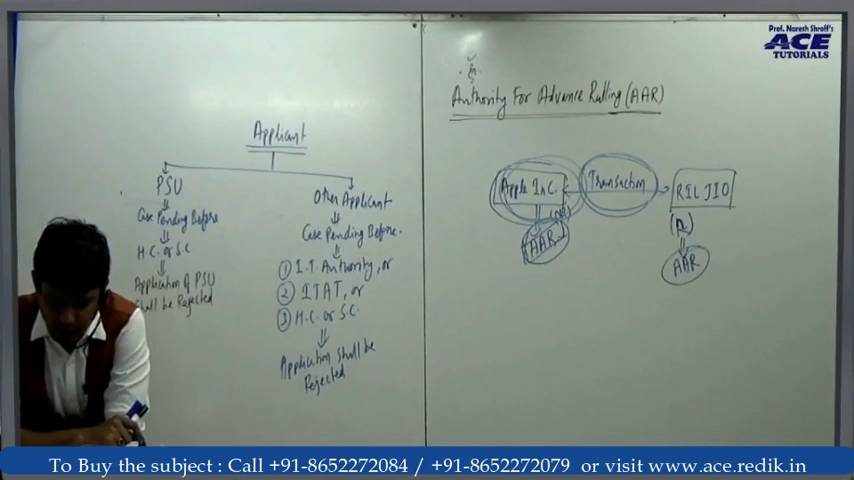 Prof. Naresh Shroff's
ACE
TUTORIALS
Authority For Advance Rulling (AAR)
Applicant
PSU
Case Pending Before
H.C. or S.C
Application of PSU
Shall be Rejected
Other Applicant
Case Pending Before.
① I.T. Authority, or
② ITAT, or
③ H.C. or S.C.
Application Shall be
Rejected
Apple Inc.
Transaction
REL JIO
(NR)
AAR
(R)
AAR
To Buy the subject : Call +91-8652272084 / +91-8652272079 or visit www.ace.redik.in